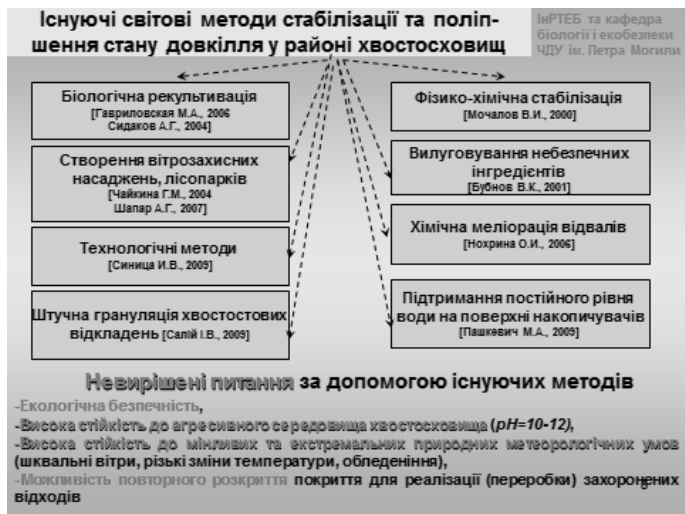 Існуючі світові методи стабілізації та поліп-
шення стану довкілля у районі хвостосховищ
ІнРТЕБ та кафедра
біології і екобезпеки
ЧДУ ім. Петра Могили
Біологічна рекультивація
[Гавриловская М.А., 2006
Сидаков А.Г., 2004]
Створення вітрозахисних
насаджень, лісопарків
[Чайкина Г.М., 2004
Шапар А.Г., 2007]
Технологічні методи
[Синица И.В., 2009]
Штучна грануляція хвостостових
відкладень [Салій І.В., 2009]
Фізико-хімічна стабілізація
[Мочалов В.И., 2000]
Вилуговування небезпечних
інгредієнтів
[Бубнов В.К., 2001]
Хімічна меліорація відвалів
[Нохрина О.И., 2006]
Підтримання постійного рівня
води на поверхні накопичувачів
[Пашкевич М.А., 2009]
Невирішені питання за допомогою існуючих методів
-Екологічна безпечність,
-Висока стійкість до агресивного середовища хвостосховища (pH=10-12),
-Висока стійкість до мінливих та екстремальних природних метеорологічних умов
(шквальні вітри, різькі зміни температури, обледеніння),
-Можливість повторного розкриття покриття для реалізації (переробки) захоронених
відходів